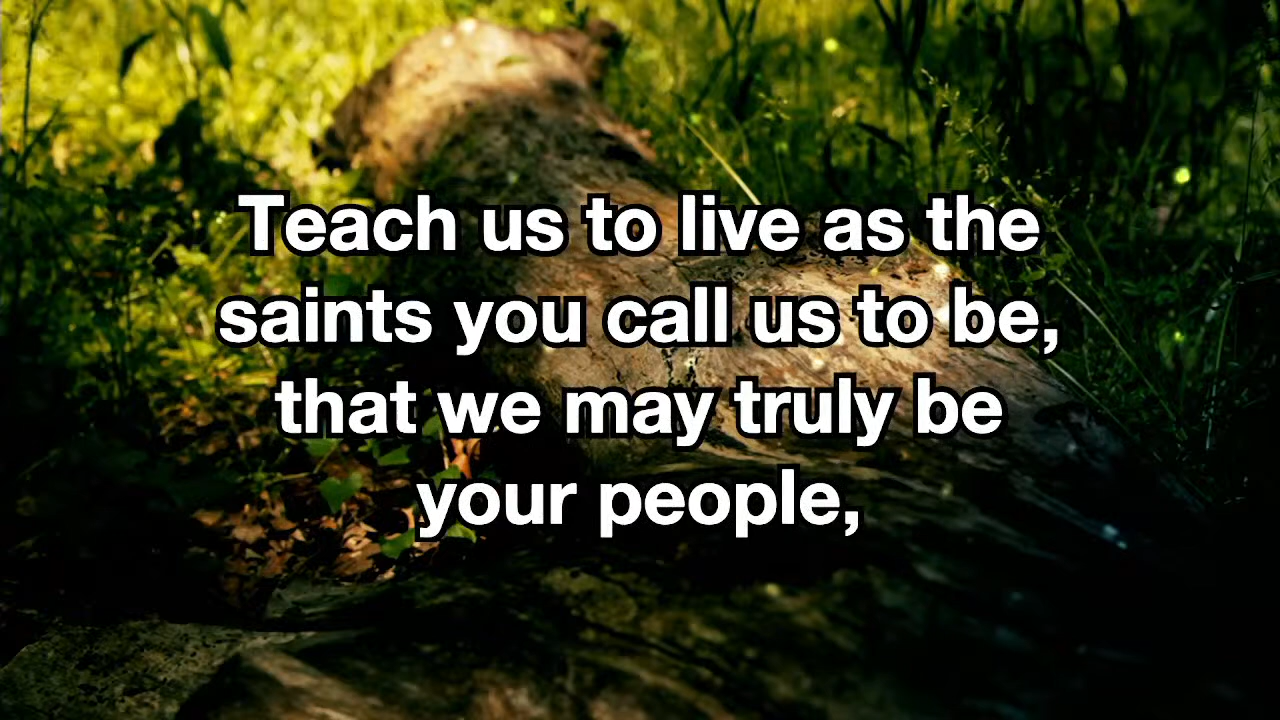 Teach us to live as the
saints you call us to be,
that we may truly be
your people,